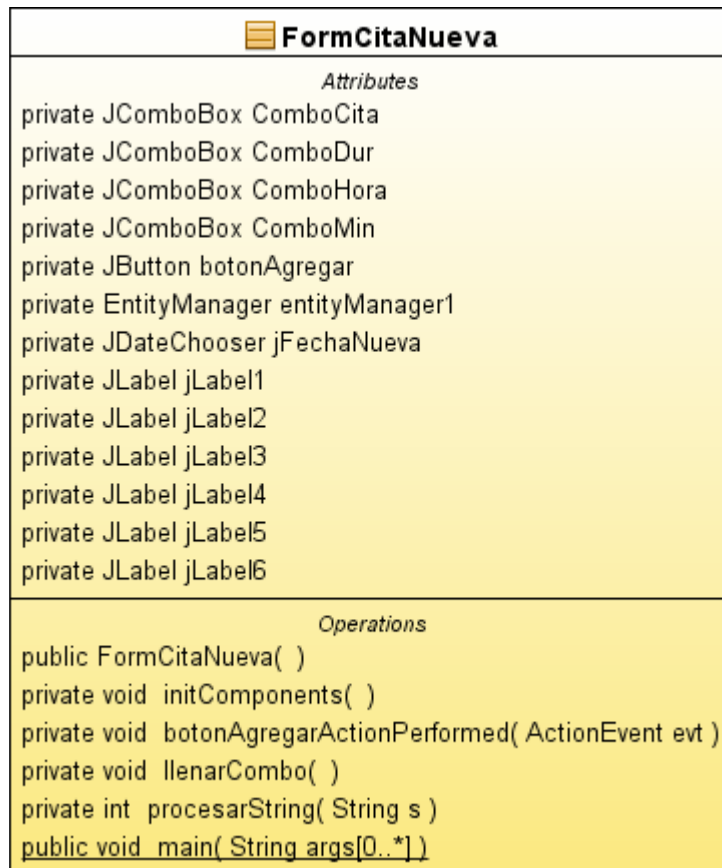 FormCitaNueva
Attributes
private JComboBox ComboCita
private JComboBox ComboDur
private JComboBox ComboHora
private JComboBox ComboMin
private JButton botonAgregar
private EntityManager entityManager1
private JDateChooser jFechaNueva
private JLabel jLabel1
private JLabel jLabel2
private JLabel jLabel3
private JLabel jLabel4
private JLabel jLabel5
private JLabel jLabel6
Operations
public FormCitaNueva( )
private void initComponents( )
private void botonAgregarActionPerformed( ActionEvent evt )
private void llenarCombo( )
private int procesarString( String s )
public void main( String args[0..*] )